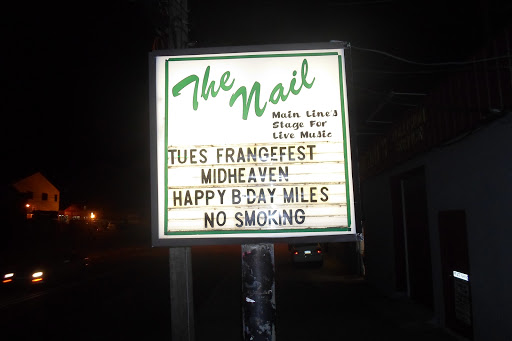 The Nail
Main Line's
Stage For
Live Music
TUES FRANGEFEST
MIDHEAVEN
HAPPY B-DAY MILES
NO SMOKING